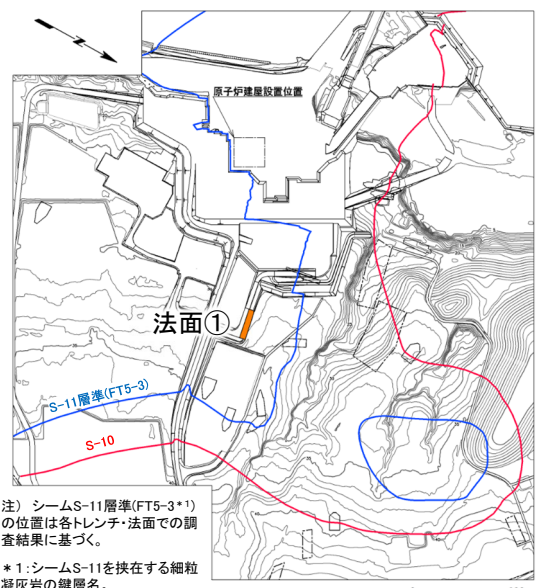 N
原子炉建屋設置位置
法面①
S-11層準(FT5-3)
S-10
注) シームS-11層準(FT5-3*1)
の位置は各トレンチ・法面での調
査結果に基づく。
*1:シームS-11を挟在する細粒
凝灰岩の鍵層名。